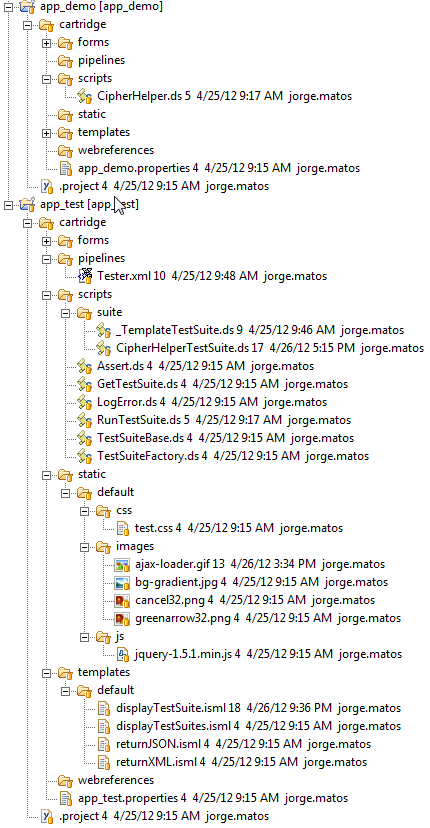 app_demo [app_demo]
cartridge
forms
pipelines
scripts
CipherHelper.ds 5 4/25/12 9:17 AM jorge.matos
static
templates
webreferences
app_demo.properties 4 4/25/12 9:15 AM jorge.matos
.project 4 4/25/12 9:15 AM jorge.matos
app_test [app_test]
cartridge
forms
pipelines
Tester.xml 10 4/25/12 9:48 AM jorge.matos
scripts
suite
_TemplateTestSuite.ds 9 4/25/12 9:46 AM jorge.matos
CipherHelperTestSuite.ds 17 4/26/12 5:15 PM jorge.matos
Assert.ds 4 4/25/12 9:15 AM jorge.matos
GetTestSuite.ds 4 4/25/12 9:15 AM jorge.matos
LogError.ds 4 4/25/12 9:15 AM jorge.matos
RunTestSuite.ds 5 4/25/12 9:17 AM jorge.matos
TestSuiteBase.ds 4 4/25/12 9:15 AM jorge.matos
TestSuiteFactory.ds 4 4/25/12 9:15 AM jorge.matos
static
default
css
test.css 4 4/25/12 9:15 AM jorge.matos
images
ajax-loader.gif 13 4/26/12 3:34 PM jorge.matos
bg-gradient.jpg 4 4/25/12 9:15 AM jorge.matos
cancel32.png 4 4/25/12 9:15 AM jorge.matos
greenarrow32.png 4 4/25/12 9:15 AM jorge.matos
js
jquery-1.5.1.min.js 4 4/25/12 9:15 AM jorge.matos
templates
default
displayTestSuite.isml 18 4/26/12 9:36 PM jorge.matos
displayTestSuites.isml 4 4/25/12 9:15 AM jorge.matos
returnJSON.isml 4 4/25/12 9:15 AM jorge.matos
returnXML.isml 4 4/25/12 9:15 AM jorge.matos
webreferences
app_test.properties 4 4/25/12 9:15 AM jorge.matos
.project 4 4/25/12 9:15 AM jorge.matos